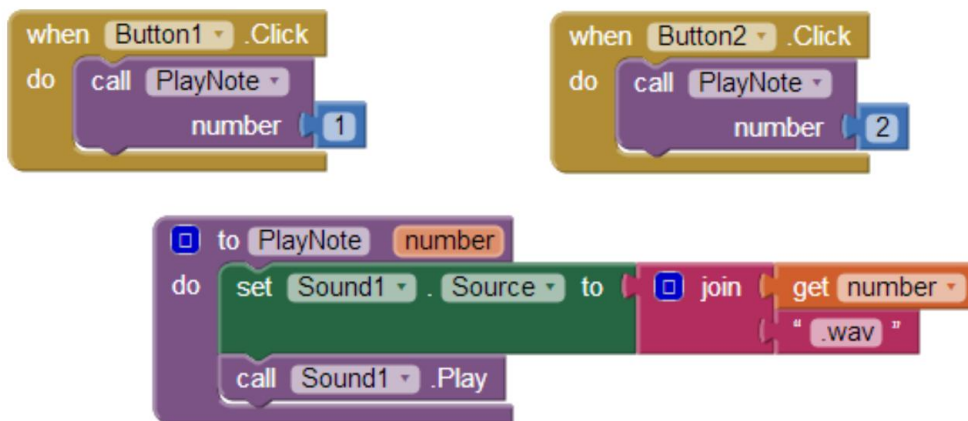 when Button1 .Click
do call PlayNote
number 1
when Button2 .Click
do call PlayNote
number 2
to PlayNote number
do set Sound1 . Source to join get number
" .wav "
call Sound1 .Play